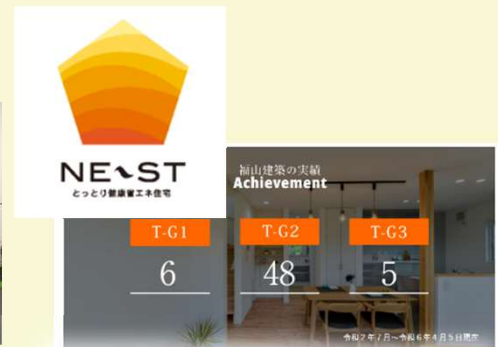 NE~ST
とっとり健康省エネ住宅
福山建築の実績
Achievement
T-G1
T-G2
T-G3
6
48
5
令和2年7月~令和6年4月5日現在